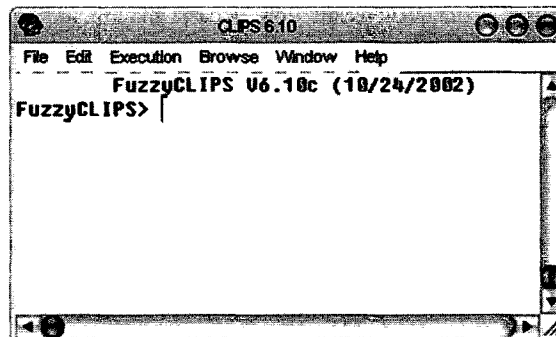 CLIPS 6.10
File Edit Execution Browse Window Help
FuzzyCLIPS V6.10c (10/24/2002)
FuzzyCLIPS>